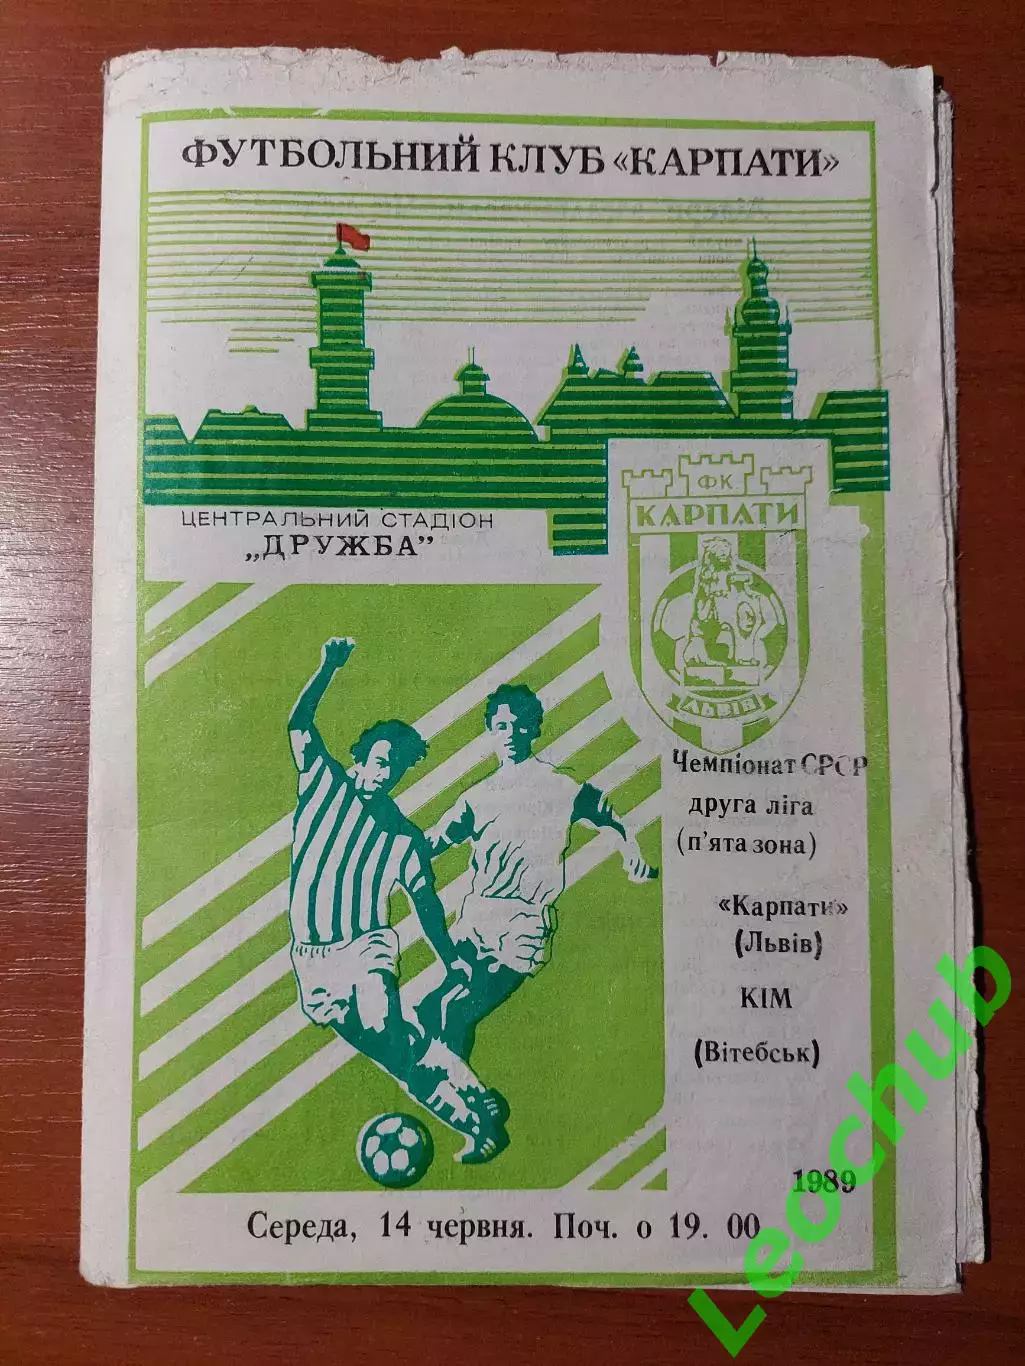 ФУТБОЛЬНИЙ КЛУБ «КАРПАТИ»
ФК
КАРПАТИ
ЛЬВІВ
ЦЕНТРАЛЬНИЙ СТАДІОН
„ДРУЖБА”
Чемпіонат СРСР
друга ліга
(п'ята зона)
«Карпати»
(Львів)
КІМ
(Вітебськ)
1989
Середа, 14 червня. Поч. о 19. 00
Leochub